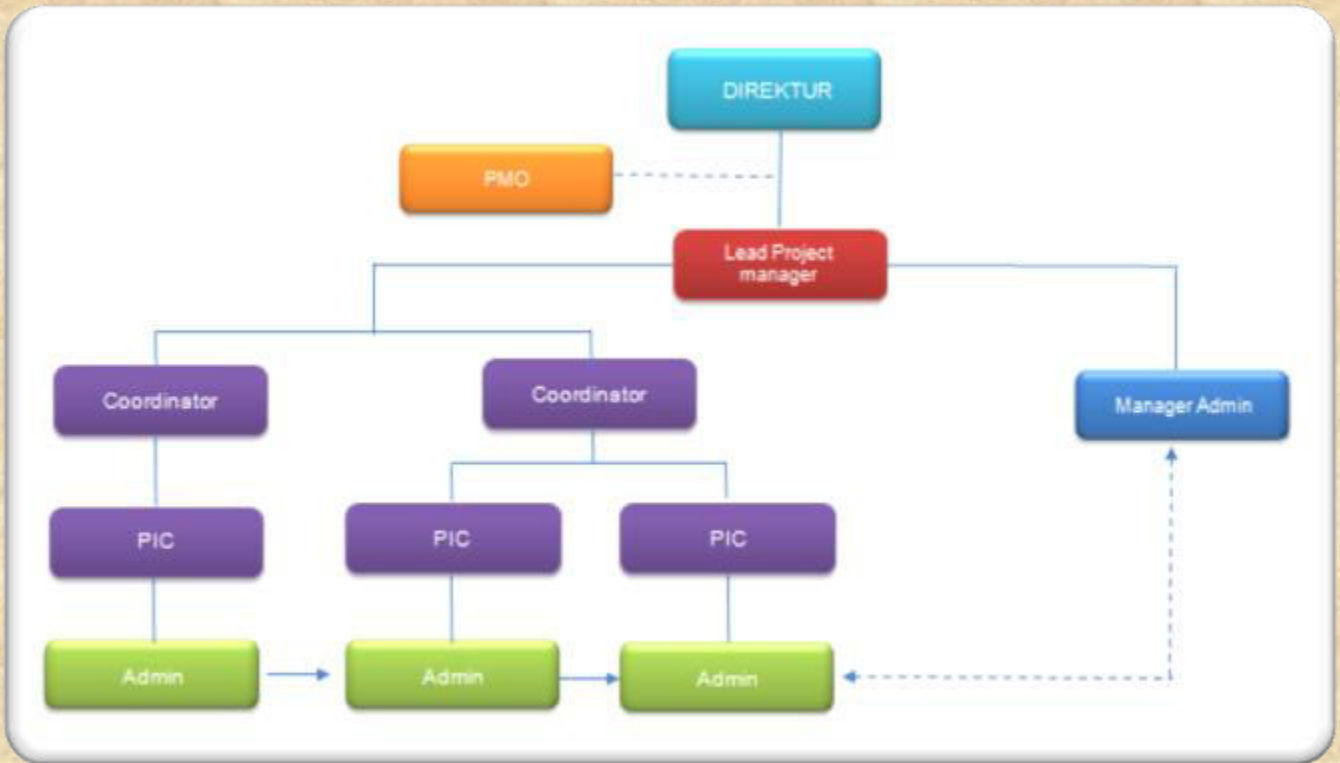 DIREKTUR
PMO
Lead Project
manager
Coordinator
Coordinator
Manager Admin
PIC
PIC
PIC
Admin
Admin
Admin